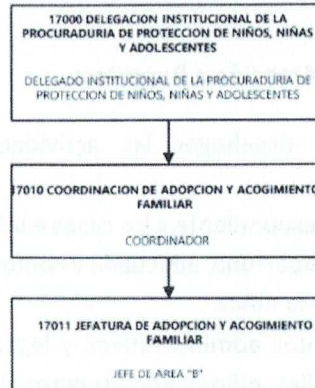 17000 DELEGACION INSTITUCIONAL DE LA
PROCURADURIA DE PROTECCION DE NIÑOS, NIÑAS
Y ADOLESCENTES
DELEGADO INSTITUCIONAL DE LA PROCURADURIA DE
PROTECCION DE NIÑOS, NIÑAS Y ADOLESCENTES
17010 COORDINACION DE ADOPCION Y ACOGIMIENTO
FAMILIAR
COORDINADOR
17011 JEFATURA DE ADOPCION Y ACOGIMIENTO
FAMILIAR
JEFE DE AREA "B"